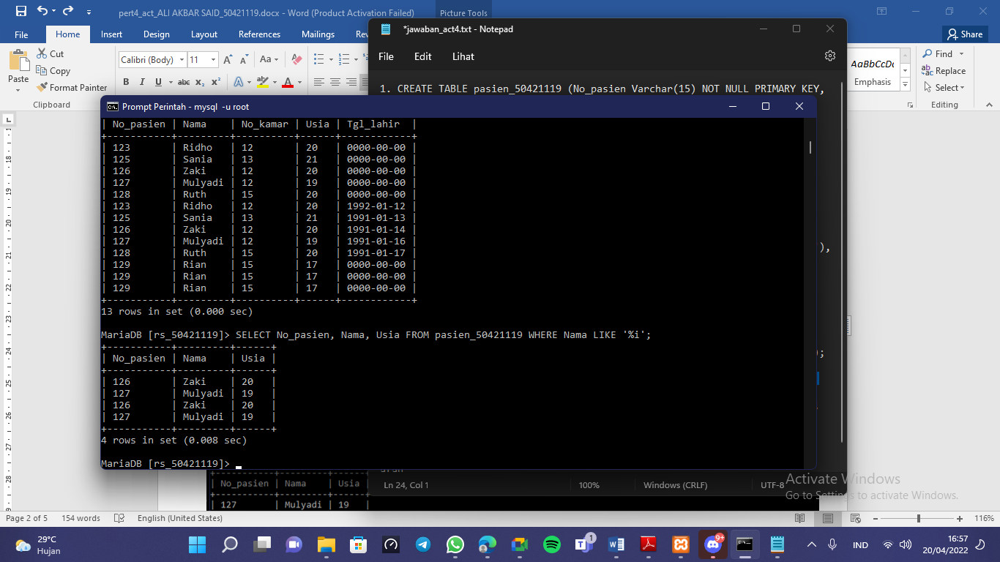 pert4_act_ALI AKBAR SAID_50421119.docx - Word (Product Activation Failed)
Picture Tools
File Home Insert Design Layout References Mailings Rev
Share
Cut
Copy
Format Painter
Paste
Clipboard
Calibri (Body) 11
AaBbCcDc
Emphasis
Find
Replace
Select
Editing
*jawaban_act4.txt - Notepad
File Edit Lihat
1. CREATE TABLE pasien_50421119 (No_pasien Varchar(15) NOT NULL PRIMARY KEY,
Prompt Perintah - mysql -u root
| No_pasien | Nama | No_kamar | Usia | Tgl_lahir |
+-----------+---------+----------+------+------------+
| 123 | Ridho | 12 | 20 | 0000-00-00 |
| 125 | Sania | 13 | 21 | 0000-00-00 |
| 126 | Zaki | 12 | 20 | 0000-00-00 |
| 127 | Mulyadi | 12 | 19 | 0000-00-00 |
| 128 | Ruth | 15 | 20 | 0000-00-00 |
| 123 | Ridho | 12 | 20 | 1992-01-12 |
| 125 | Sania | 13 | 21 | 1991-01-13 |
| 126 | Zaki | 12 | 20 | 1991-01-14 |
| 127 | Mulyadi | 12 | 19 | 1991-01-16 |
| 128 | Ruth | 15 | 20 | 1991-01-17 |
| 129 | Rian | 15 | 17 | 0000-00-00 |
| 129 | Rian | 15 | 17 | 0000-00-00 |
| 129 | Rian | 15 | 17 | 0000-00-00 |
+-----------+---------+----------+------+------------+
13 rows in set (0.000 sec)
MariaDB [rs_50421119]> SELECT No_pasien, Nama, Usia FROM pasien_50421119 WHERE Nama LIKE '%i';
+-----------+---------+------+
| No_pasien | Nama | Usia |
+-----------+---------+------+
| 126 | Zaki | 20 |
| 127 | Mulyadi | 19 |
| 126 | Zaki | 20 |
| 127 | Mulyadi | 19 |
+-----------+---------+------+
4 rows in set (0.008 sec)
MariaDB [rs_50421119]>
| No_pasien | Nama | Usia |
| 127 | Mulyadi | 19 |
Ln 24, Col 1 100% Windows (CRLF) UTF-8
Activate Windows
Go to Settings to activate Windows.
Page 2 of 5 154 words English (United States) 116%
29°C
Hujan
IND
16:57
20/04/2022